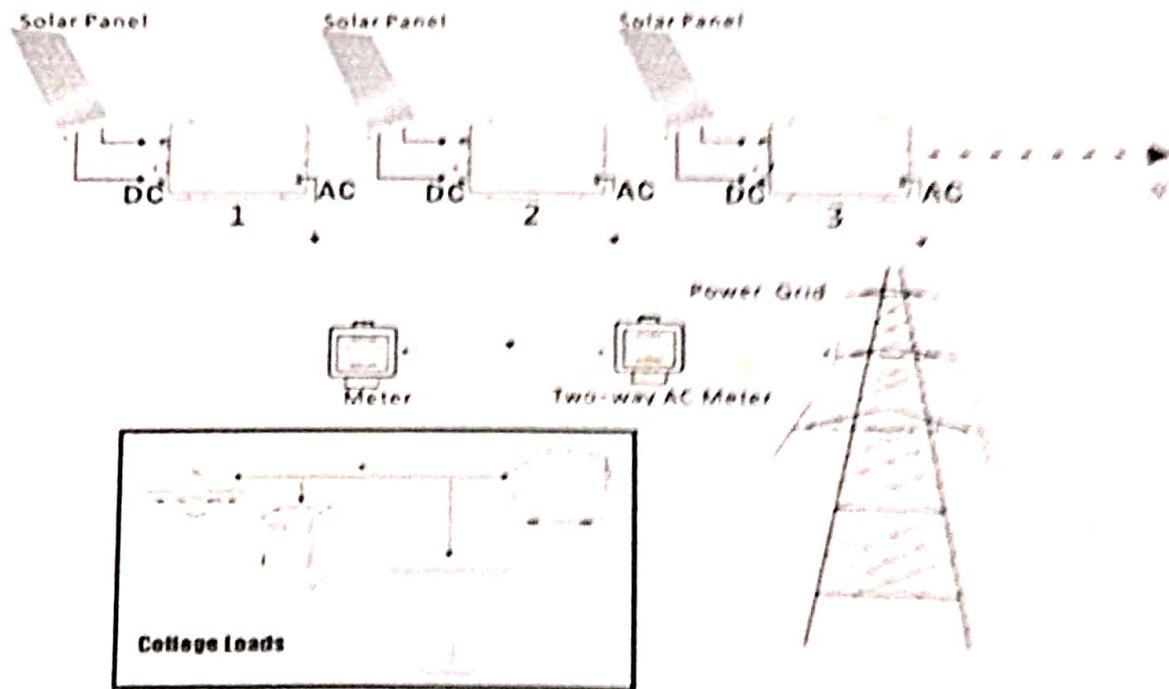 Solar Panel
Solar Panel
Solar Panel
DC
AC
DC
AC
DC
AC
1
2
3
Power Grid
Meter
Two-way AC Meter
College Loads